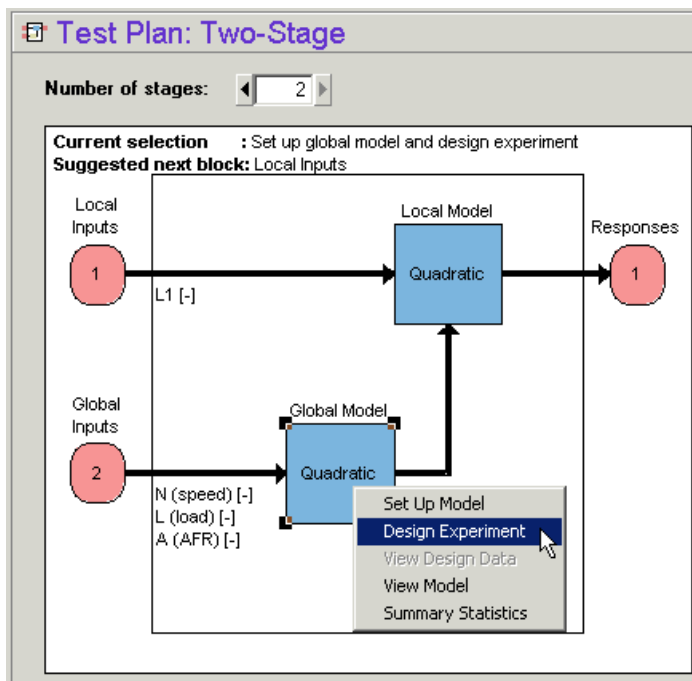 Test Plan: Two-Stage
Number of stages: 2
Current selection : Set up global model and design experiment
Suggested next block: Local Inputs
Local
Inputs
1
L1 [-]
Local Model
Quadratic
Responses
1
Global
Inputs
2
N (speed) [-]
L (load) [-]
A (AFR) [-]
Global Model
Quadratic
Set Up Model
Design Experiment
View Design Data
View Model
Summary Statistics